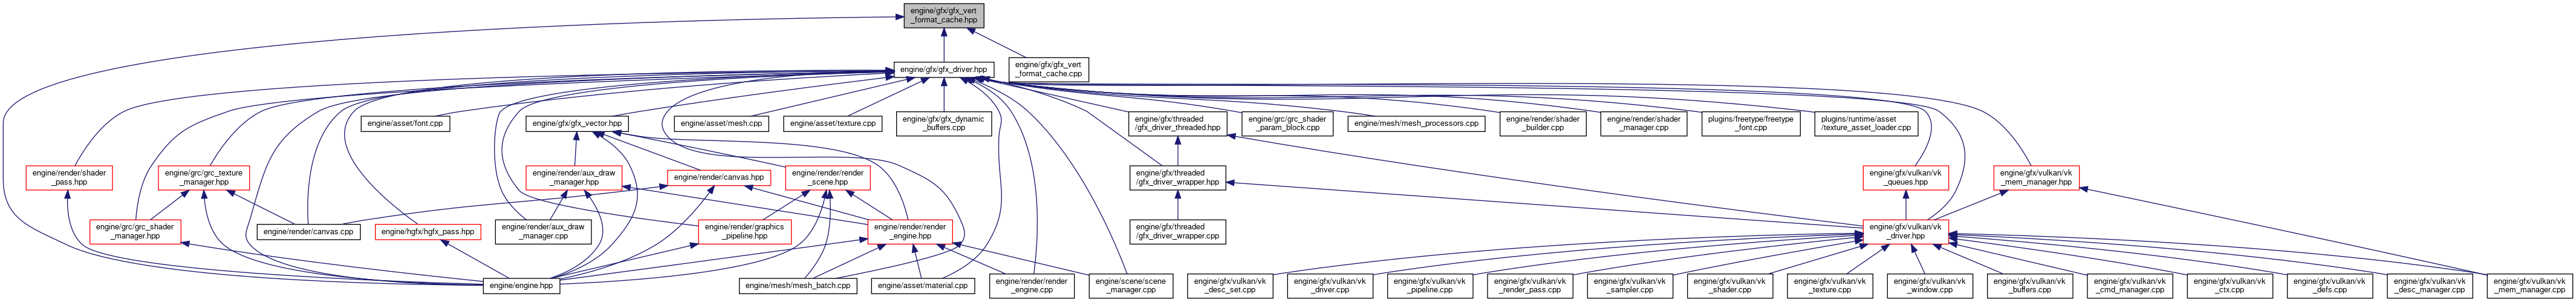 engine/gfx/gfx_vert
_format_cache.hpp
engine/gfx/gfx_driver.hpp
engine/gfx/gfx_vert
_format_cache.cpp
engine/asset/font.cpp
engine/gfx/gfx_vector.hpp
engine/asset/mesh.cpp
engine/asset/texture.cpp
engine/gfx/gfx_dynamic
_buffers.cpp
engine/gfx/threaded
/gfx_driver_threaded.hpp
engine/grc/grc_shader
_param_block.cpp
engine/mesh/mesh_processors.cpp
engine/render/shader
_builder.cpp
engine/render/shader
_manager.cpp
plugins/freetype/freetype
_font.cpp
plugins/runtime/asset
/texture_asset_loader.cpp
engine/render/shader
_pass.hpp
engine/grc/grc_texture
_manager.hpp
engine/render/aux_draw
_manager.hpp
engine/render/canvas.hpp
engine/render/render
_scene.hpp
engine/gfx/threaded
/gfx_driver_wrapper.hpp
engine/gfx/vulkan/vk
_queues.hpp
engine/gfx/vulkan/vk
_mem_manager.hpp
engine/grc/grc_shader
_manager.hpp
engine/render/canvas.cpp
engine/hgfx/hgfx_pass.hpp
engine/render/aux_draw
_manager.cpp
engine/render/graphics
_pipeline.hpp
engine/render/render
_engine.hpp
engine/gfx/threaded
/gfx_driver_wrapper.cpp
engine/gfx/vulkan/vk
_driver.hpp
engine/engine.hpp
engine/mesh/mesh_batch.cpp
engine/asset/material.cpp
engine/render/render
_engine.cpp
engine/scene/scene
_manager.cpp
engine/gfx/vulkan/vk
_desc_set.cpp
engine/gfx/vulkan/vk
_driver.cpp
engine/gfx/vulkan/vk
_pipeline.cpp
engine/gfx/vulkan/vk
_render_pass.cpp
engine/gfx/vulkan/vk
_sampler.cpp
engine/gfx/vulkan/vk
_shader.cpp
engine/gfx/vulkan/vk
_texture.cpp
engine/gfx/vulkan/vk
_window.cpp
engine/gfx/vulkan/vk
_buffers.cpp
engine/gfx/vulkan/vk
_cmd_manager.cpp
engine/gfx/vulkan/vk
_ctx.cpp
engine/gfx/vulkan/vk
_defs.cpp
engine/gfx/vulkan/vk
_desc_manager.cpp
engine/gfx/vulkan/vk
_mem_manager.cpp